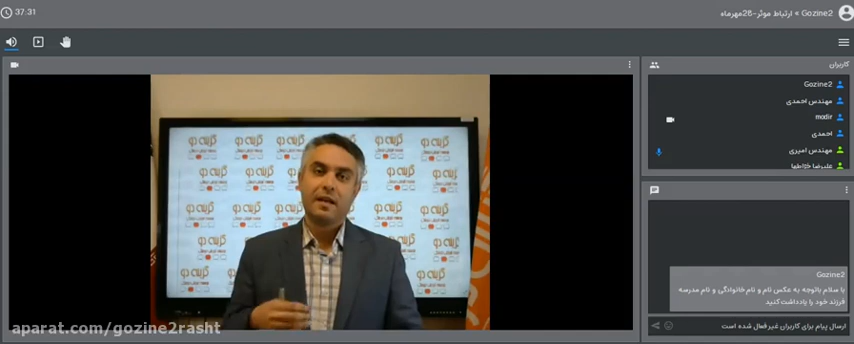 37:31
Gozine2 » ارتباط موثر-28مهرماه
کاربران
Gozine2
مهندس احمدی
modir
احمدی
مهندس امیری
علیرضا
گزینه دو
Gozine2
با سلام باتوجه به عکس نام و نام خانوادگی و نام مدرسه
فرزند خود را یادداشت کنید
ارسال پیام برای کاربران غیر فعال شده است
aparat.com/gozine2rasht